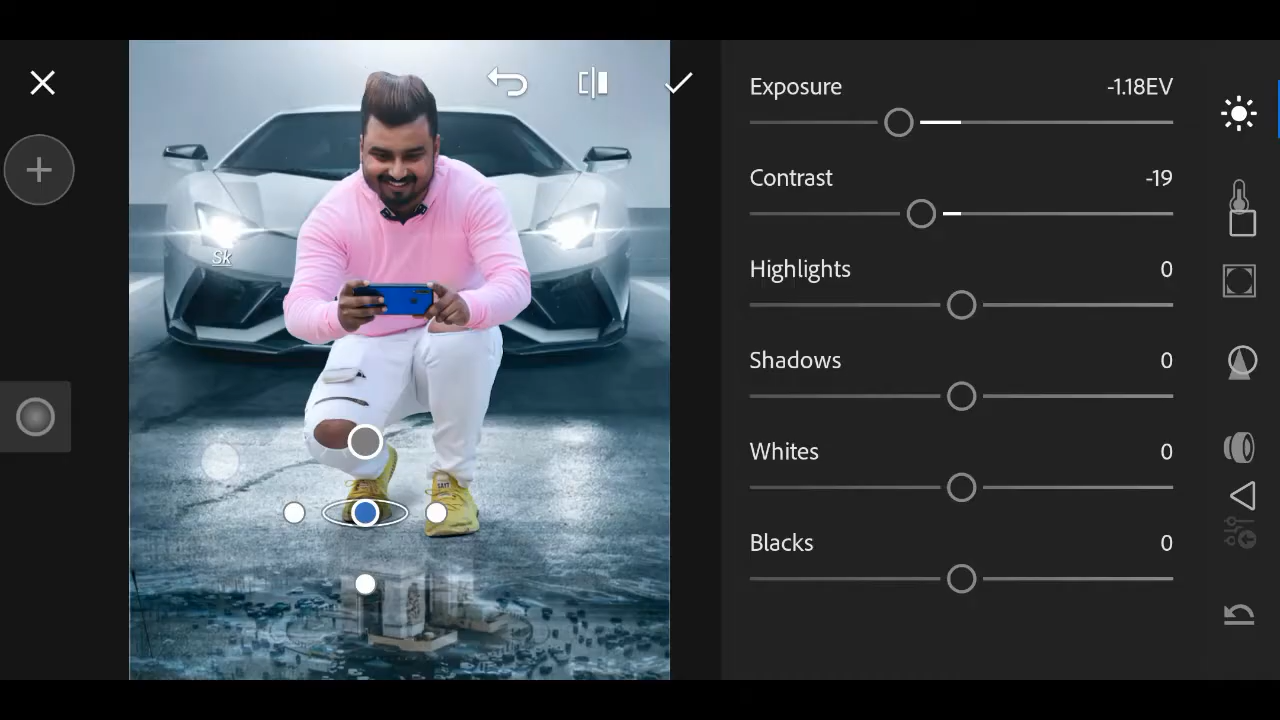 Exposure -1.18EV
Contrast -19
Highlights 0
Shadows 0
Whites 0
Blacks 0
Sk